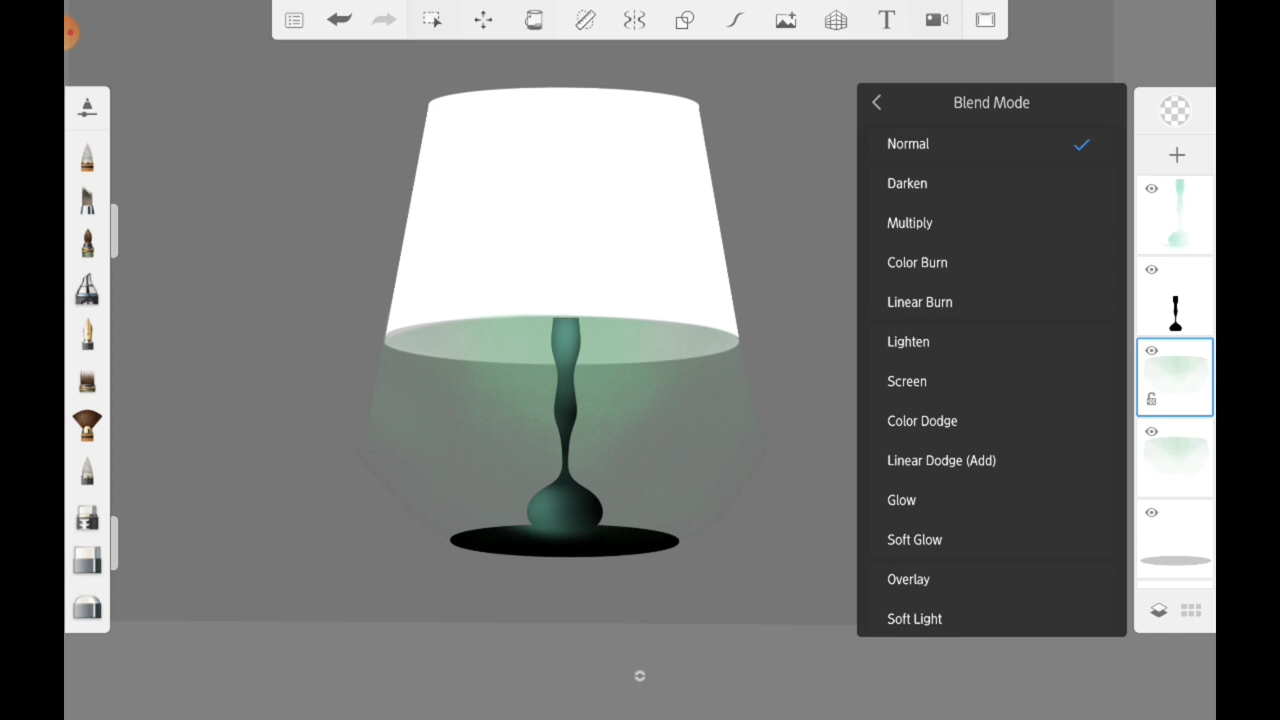 T
Blend Mode
Normal
Darken
Multiply
Color Burn
Linear Burn
Lighten
Screen
Color Dodge
Linear Dodge (Add)
Glow
Soft Glow
Overlay
Soft Light